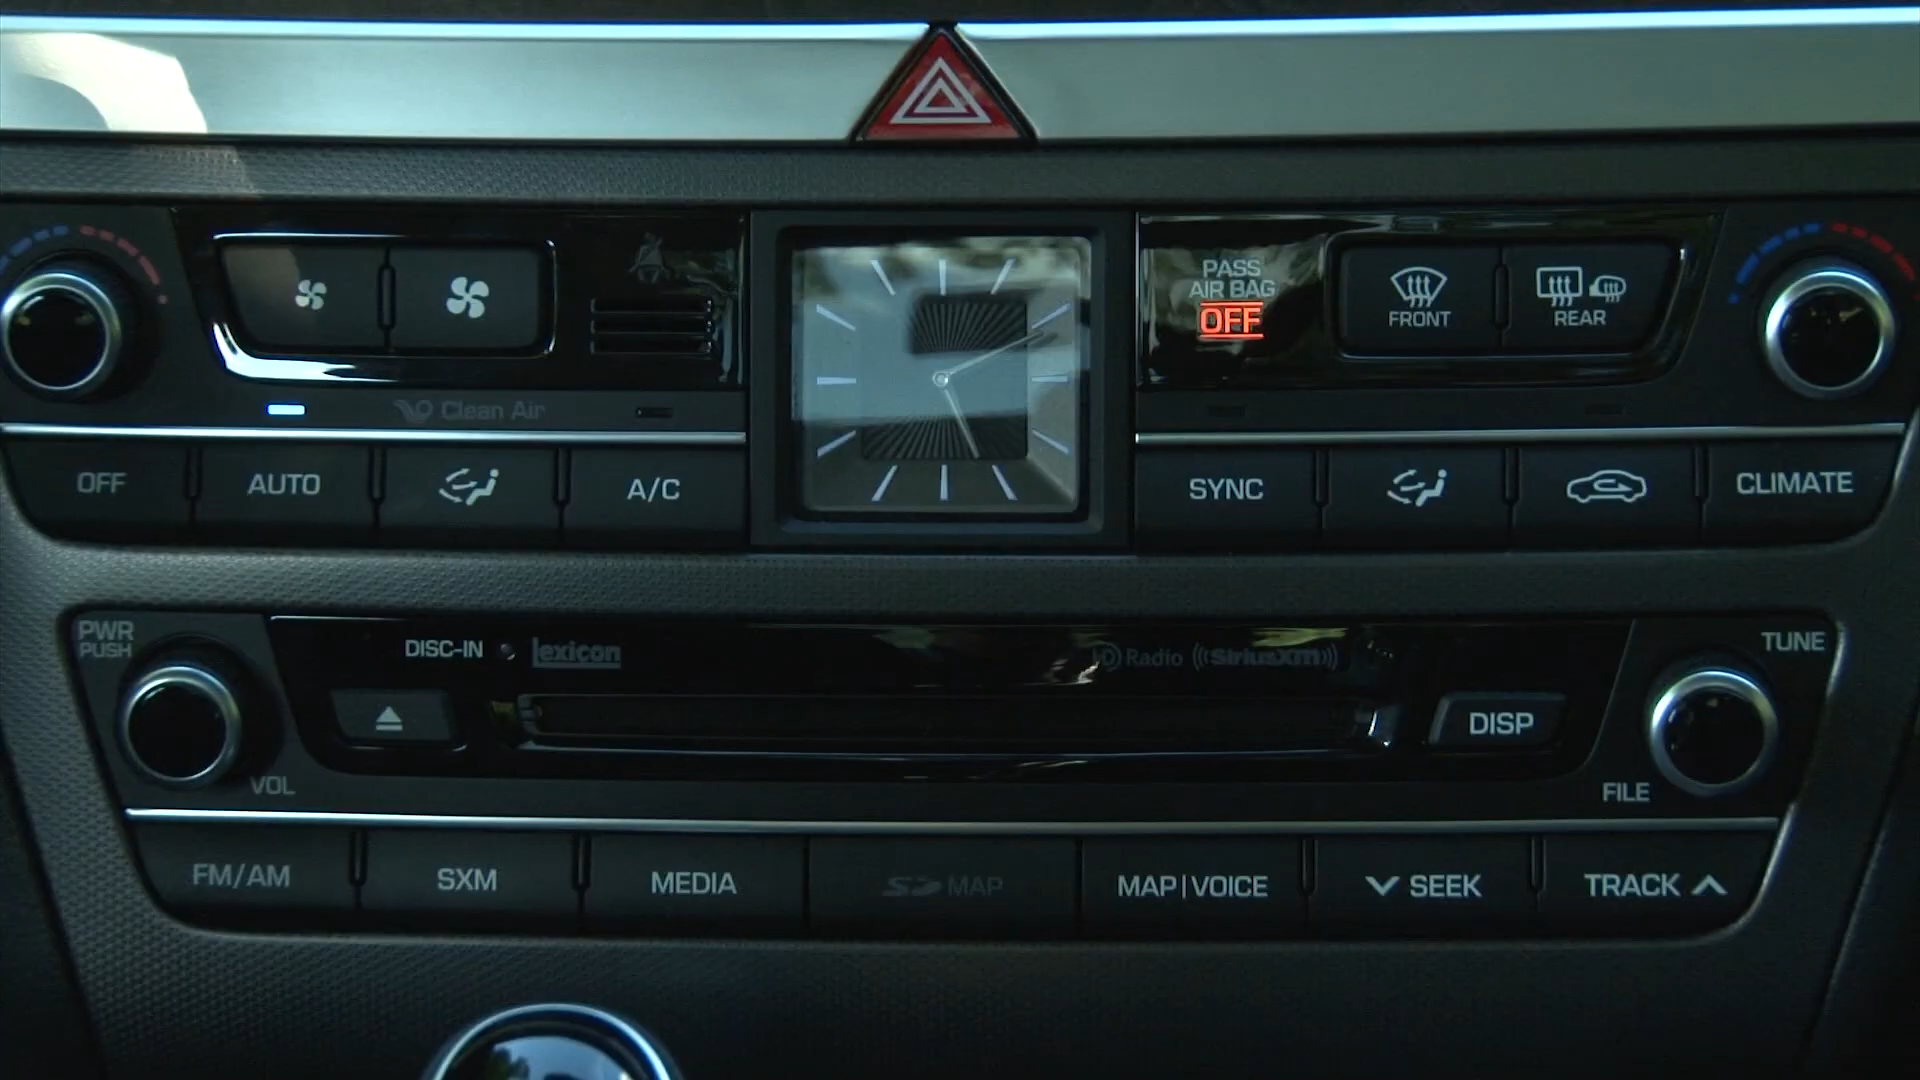 PASS
AIR BAG
OFF
FRONT
REAR
Clean Air
OFF
AUTO
A/C
SYNC
CLIMATE
PWR
PUSH
VOL
DISC-IN
lexicon
HD Radio
SiriusXM
TUNE
DISP
FILE
FM/AM
SXM
MEDIA
SD MAP
MAP|VOICE
SEEK
TRACK